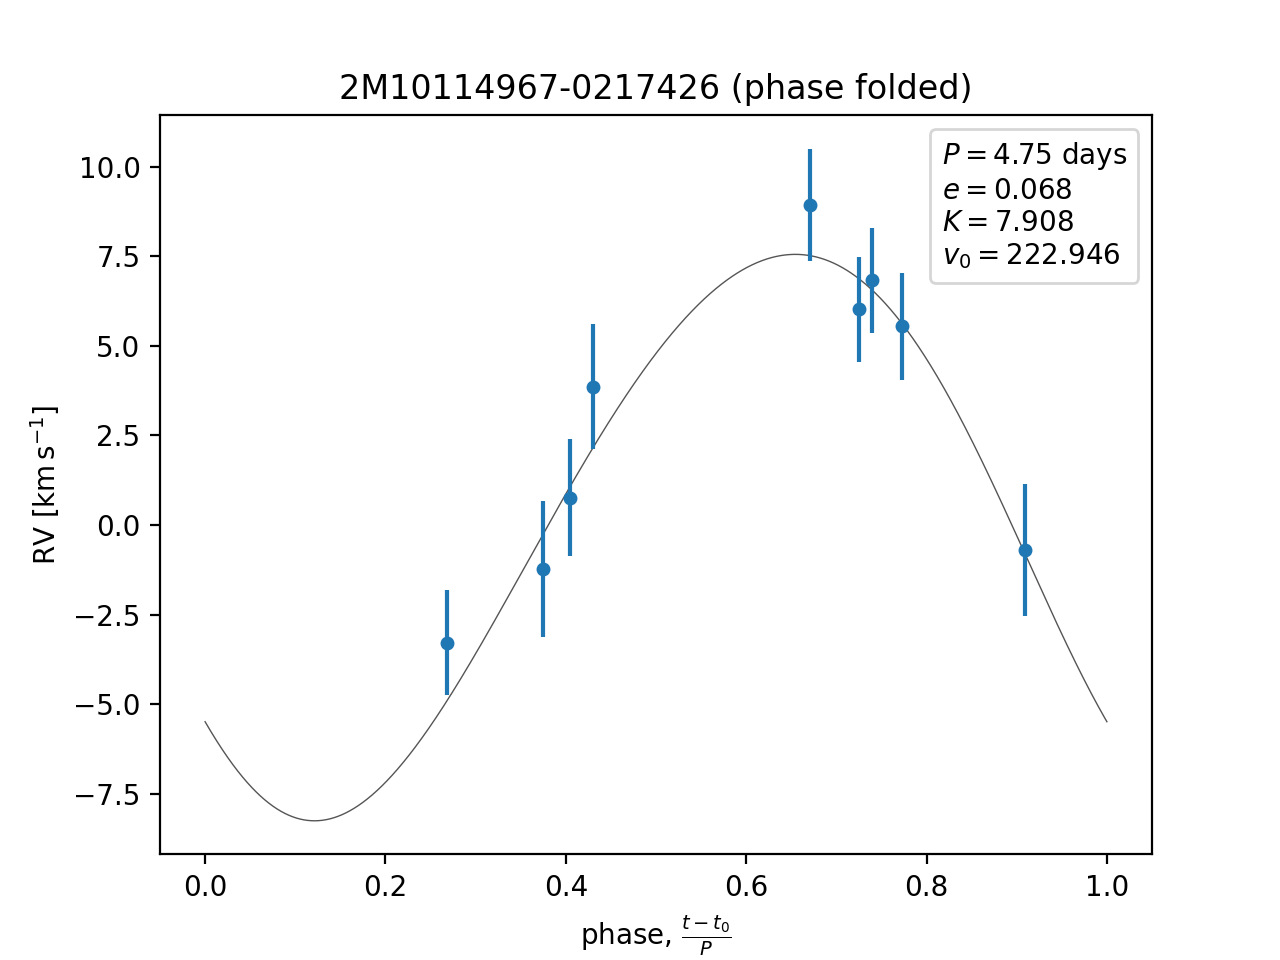 2M10114967-0217426 (phase folded)
P = 4.75 days
e = 0.068
K = 7.908
v₀ = 222.946
10.0
7.5
5.0
2.5
0.0
−2.5
−5.0
−7.5
RV [km s⁻¹]
0.0 0.2 0.4 0.6 0.8 1.0
phase, (t − t₀)/P